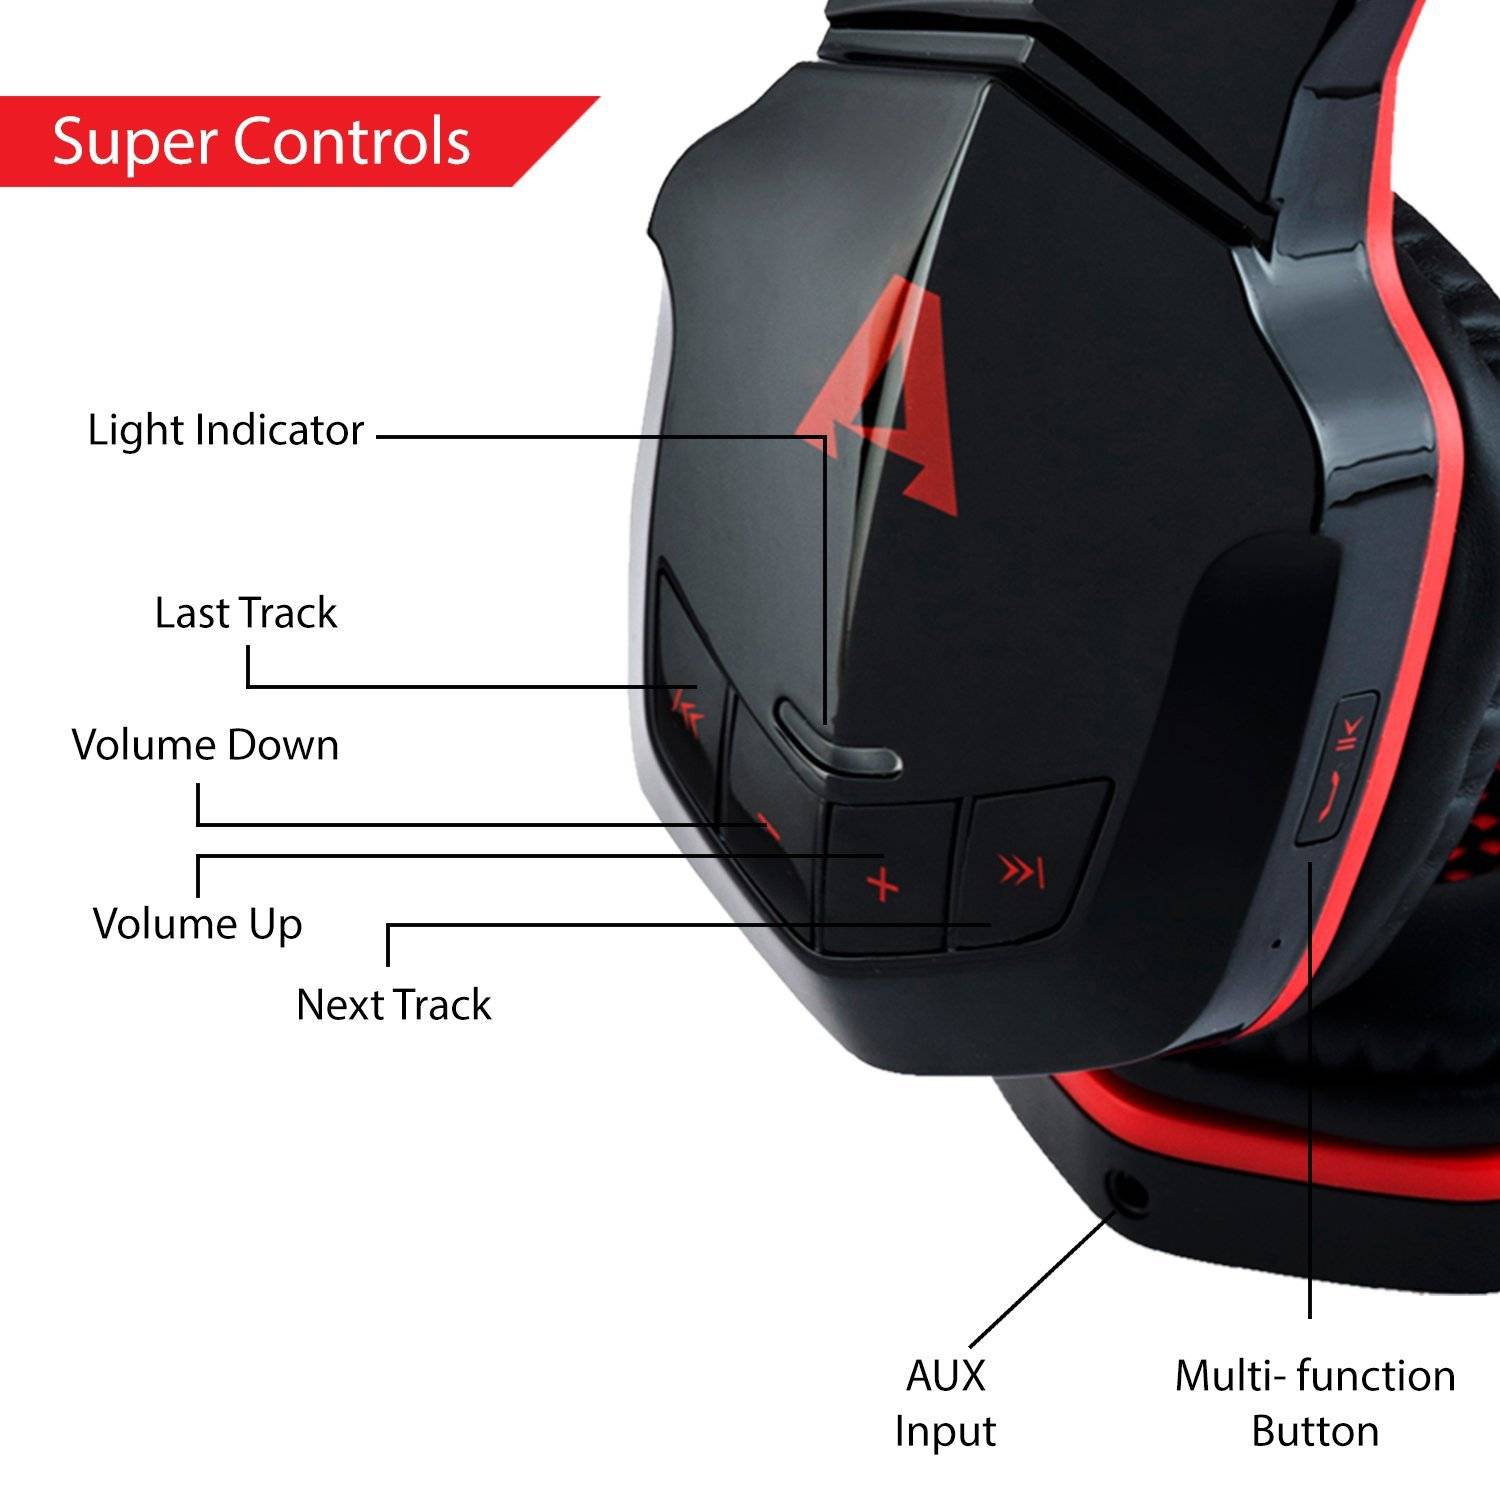 Super Controls
Light Indicator
Last Track
Volume Down
Volume Up
Next Track
AUX
Input
Multi- function
Button